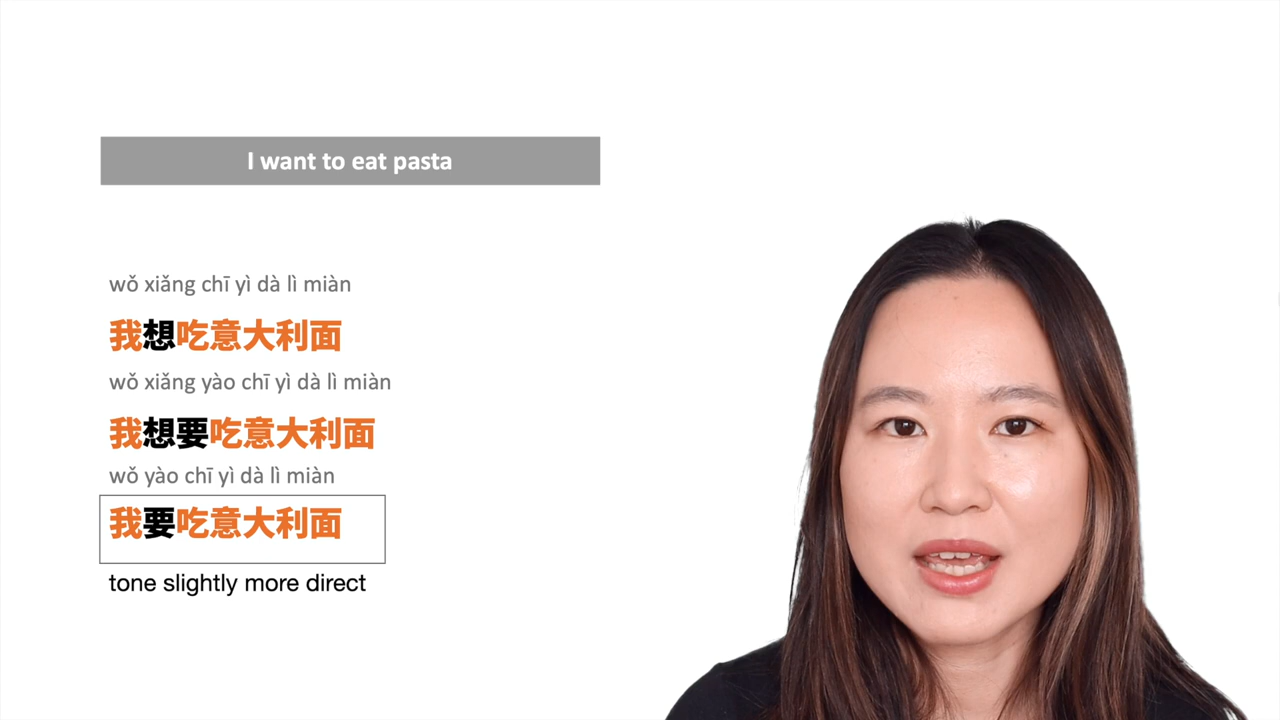 I want to eat pasta
wǒ xiǎng chī yì dà lì miàn
我想吃意大利面
wǒ xiǎng yào chī yì dà lì miàn
我想要吃意大利面
wǒ yào chī yì dà lì miàn
我要吃意大利面
tone slightly more direct